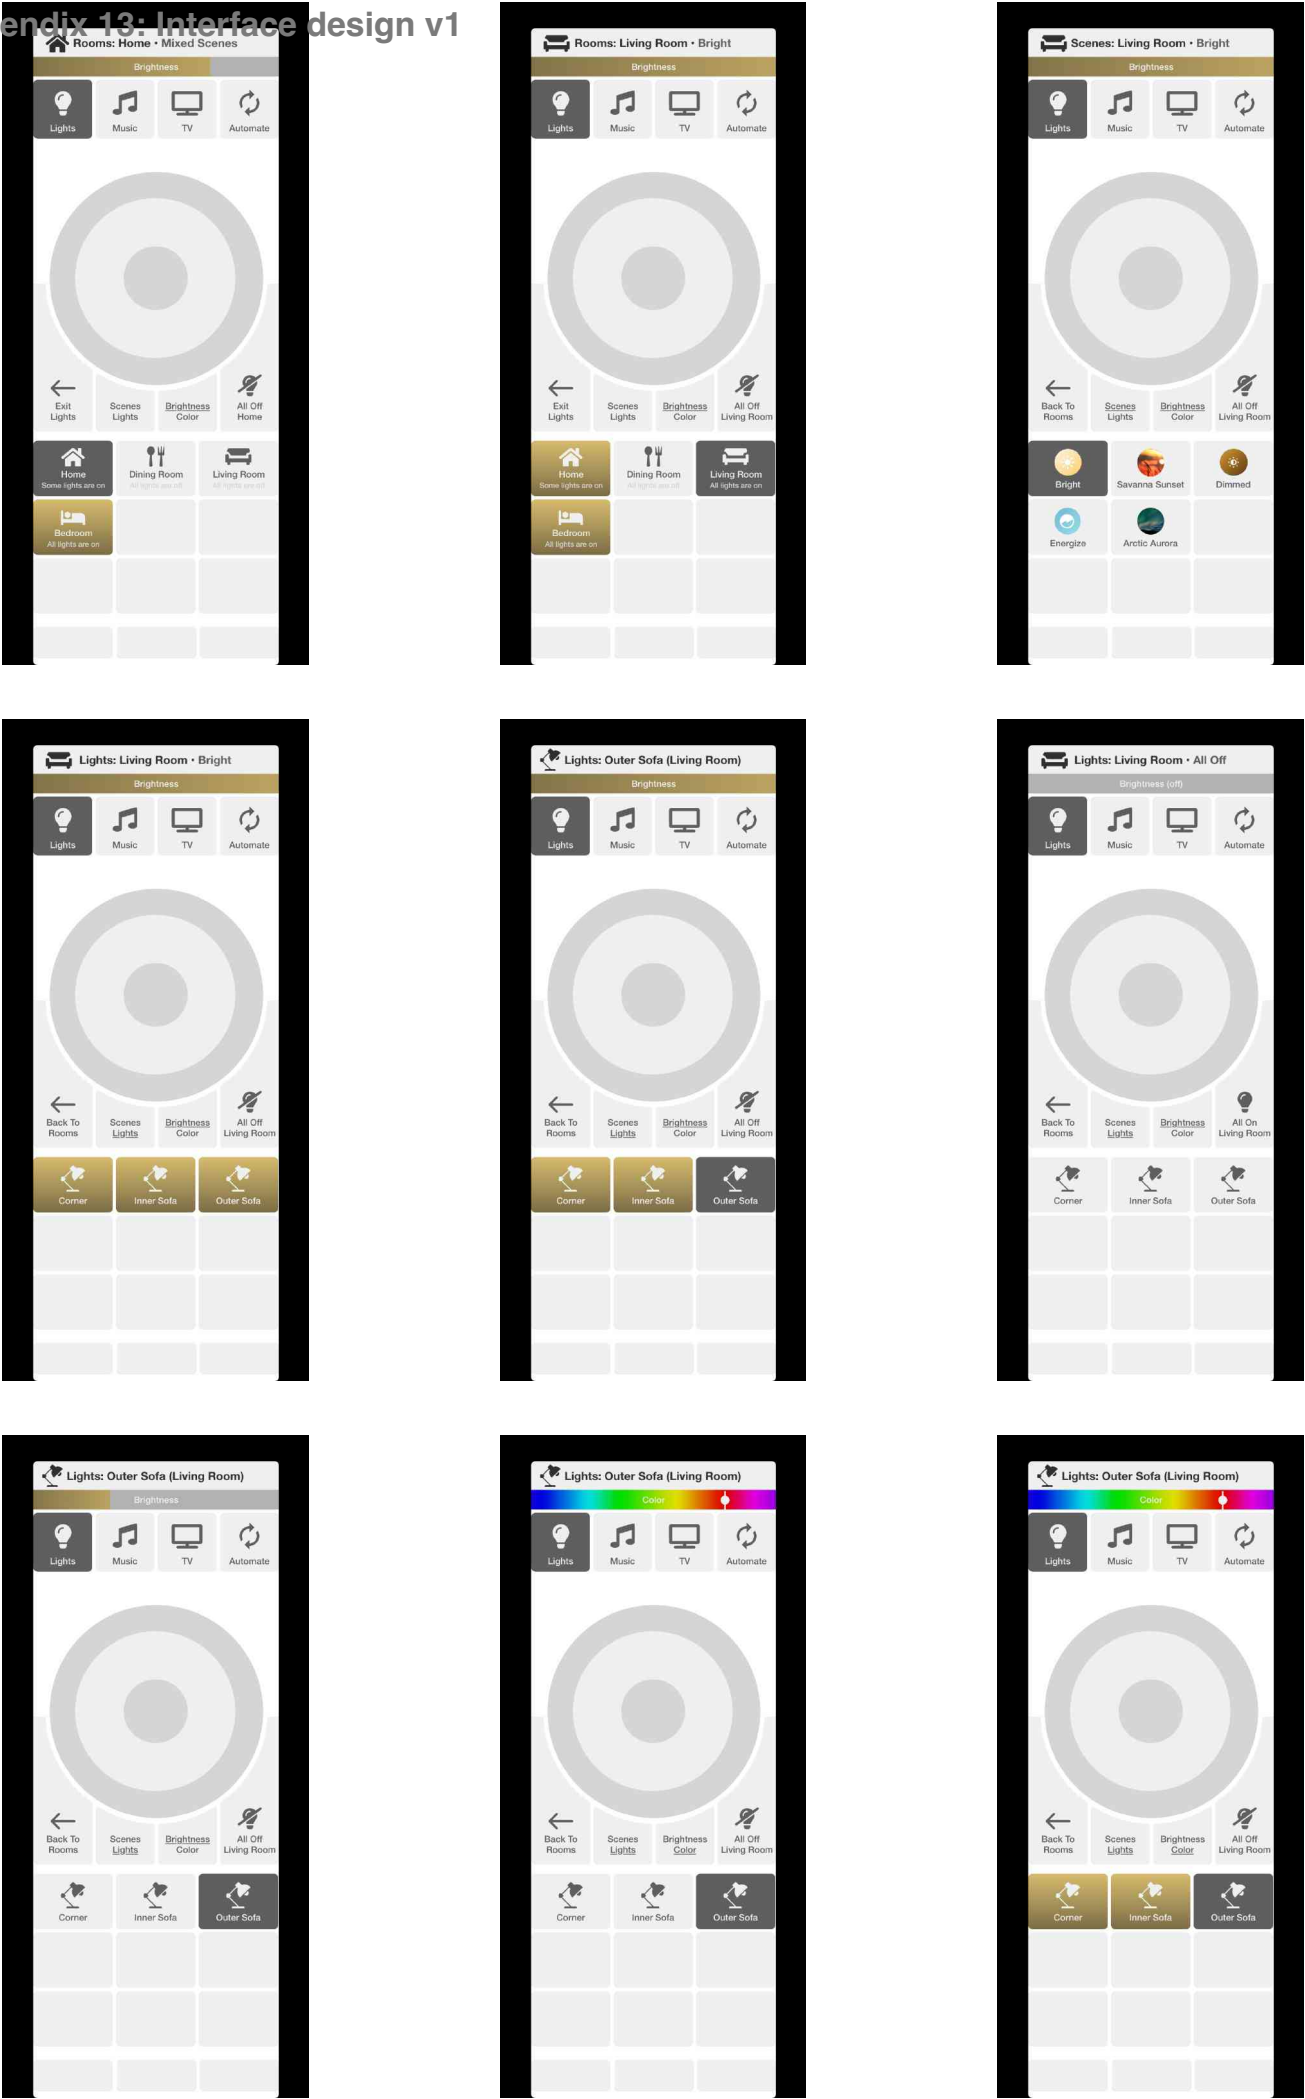 endix 13: Interface design v1
Rooms: Home • Mixed Scenes
Brightness
Lights Music TV Automate
Exit Lights
Scenes Lights
Brightness Color
All Off Home
Home
Some lights are on
Dining Room
All lights are off
Living Room
All lights are off
Bedroom
All lights are on
Rooms: Living Room • Bright
Brightness
Lights Music TV Automate
Exit Lights
Scenes Lights
Brightness Color
All Off Living Room
Home
Some lights are on
Dining Room
All lights are off
Living Room
All lights are on
Bedroom
All lights are on
Scenes: Living Room • Bright
Brightness
Lights Music TV Automate
Back To Rooms
Scenes Lights
Brightness Color
All Off Living Room
Bright Savanna Sunset Dimmed
Energize Arctic Aurora
Lights: Living Room • Bright
Brightness
Lights Music TV Automate
Back To Rooms
Scenes Lights
Brightness Color
All Off Living Room
Corner Inner Sofa Outer Sofa
Lights: Outer Sofa (Living Room)
Brightness
Lights Music TV Automate
Back To Rooms
Scenes Lights
Brightness Color
All Off Living Room
Corner Inner Sofa Outer Sofa
Lights: Living Room • All Off
Brightness (off)
Lights Music TV Automate
Back To Rooms
Scenes Lights
Brightness Color
All On Living Room
Corner Inner Sofa Outer Sofa
Lights: Outer Sofa (Living Room)
Brightness
Lights Music TV Automate
Back To Rooms
Scenes Lights
Brightness Color
All Off Living Room
Corner Inner Sofa Outer Sofa
Lights: Outer Sofa (Living Room)
Color
Lights Music TV Automate
Back To Rooms
Scenes Lights
Brightness Color
All Off Living Room
Corner Inner Sofa Outer Sofa
Lights: Outer Sofa (Living Room)
Color
Lights Music TV Automate
Back To Rooms
Scenes Lights
Brightness Color
All Off Living Room
Corner Inner Sofa Outer Sofa